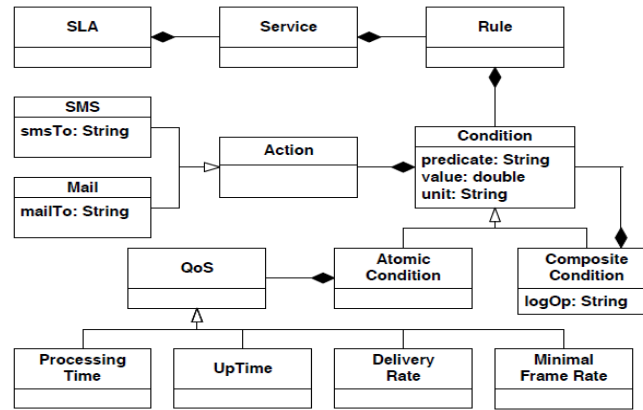 SLA
Service
Rule
SMS
smsTo: String
Mail
mailTo: String
Action
Condition
predicate: String
value: double
unit: String
QoS
Atomic
Condition
Composite
Condition
logOp: String
Processing
Time
UpTime
Delivery
Rate
Minimal
Frame Rate